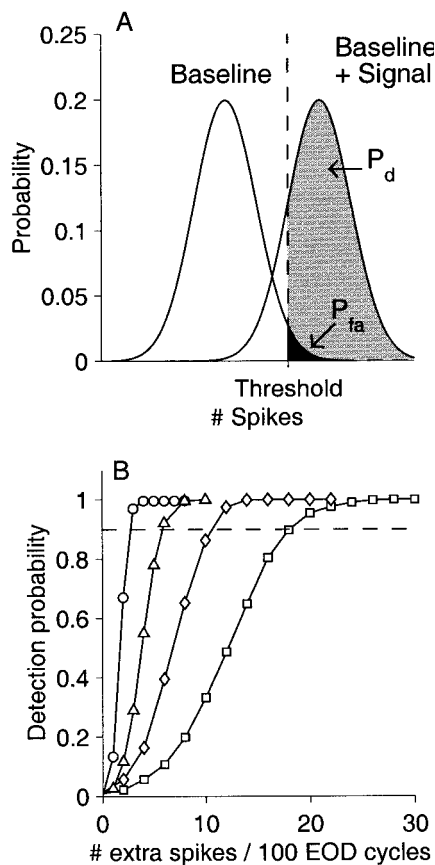 A
0.25
0.2
0.15
0.1
0.05
0
Probability
Baseline
Baseline
+ Signal
P_d
P_fa
Threshold
# Spikes
B
1
0.8
0.6
0.4
0.2
0
Detection probability
0 10 20 30
# extra spikes / 100 EOD cycles